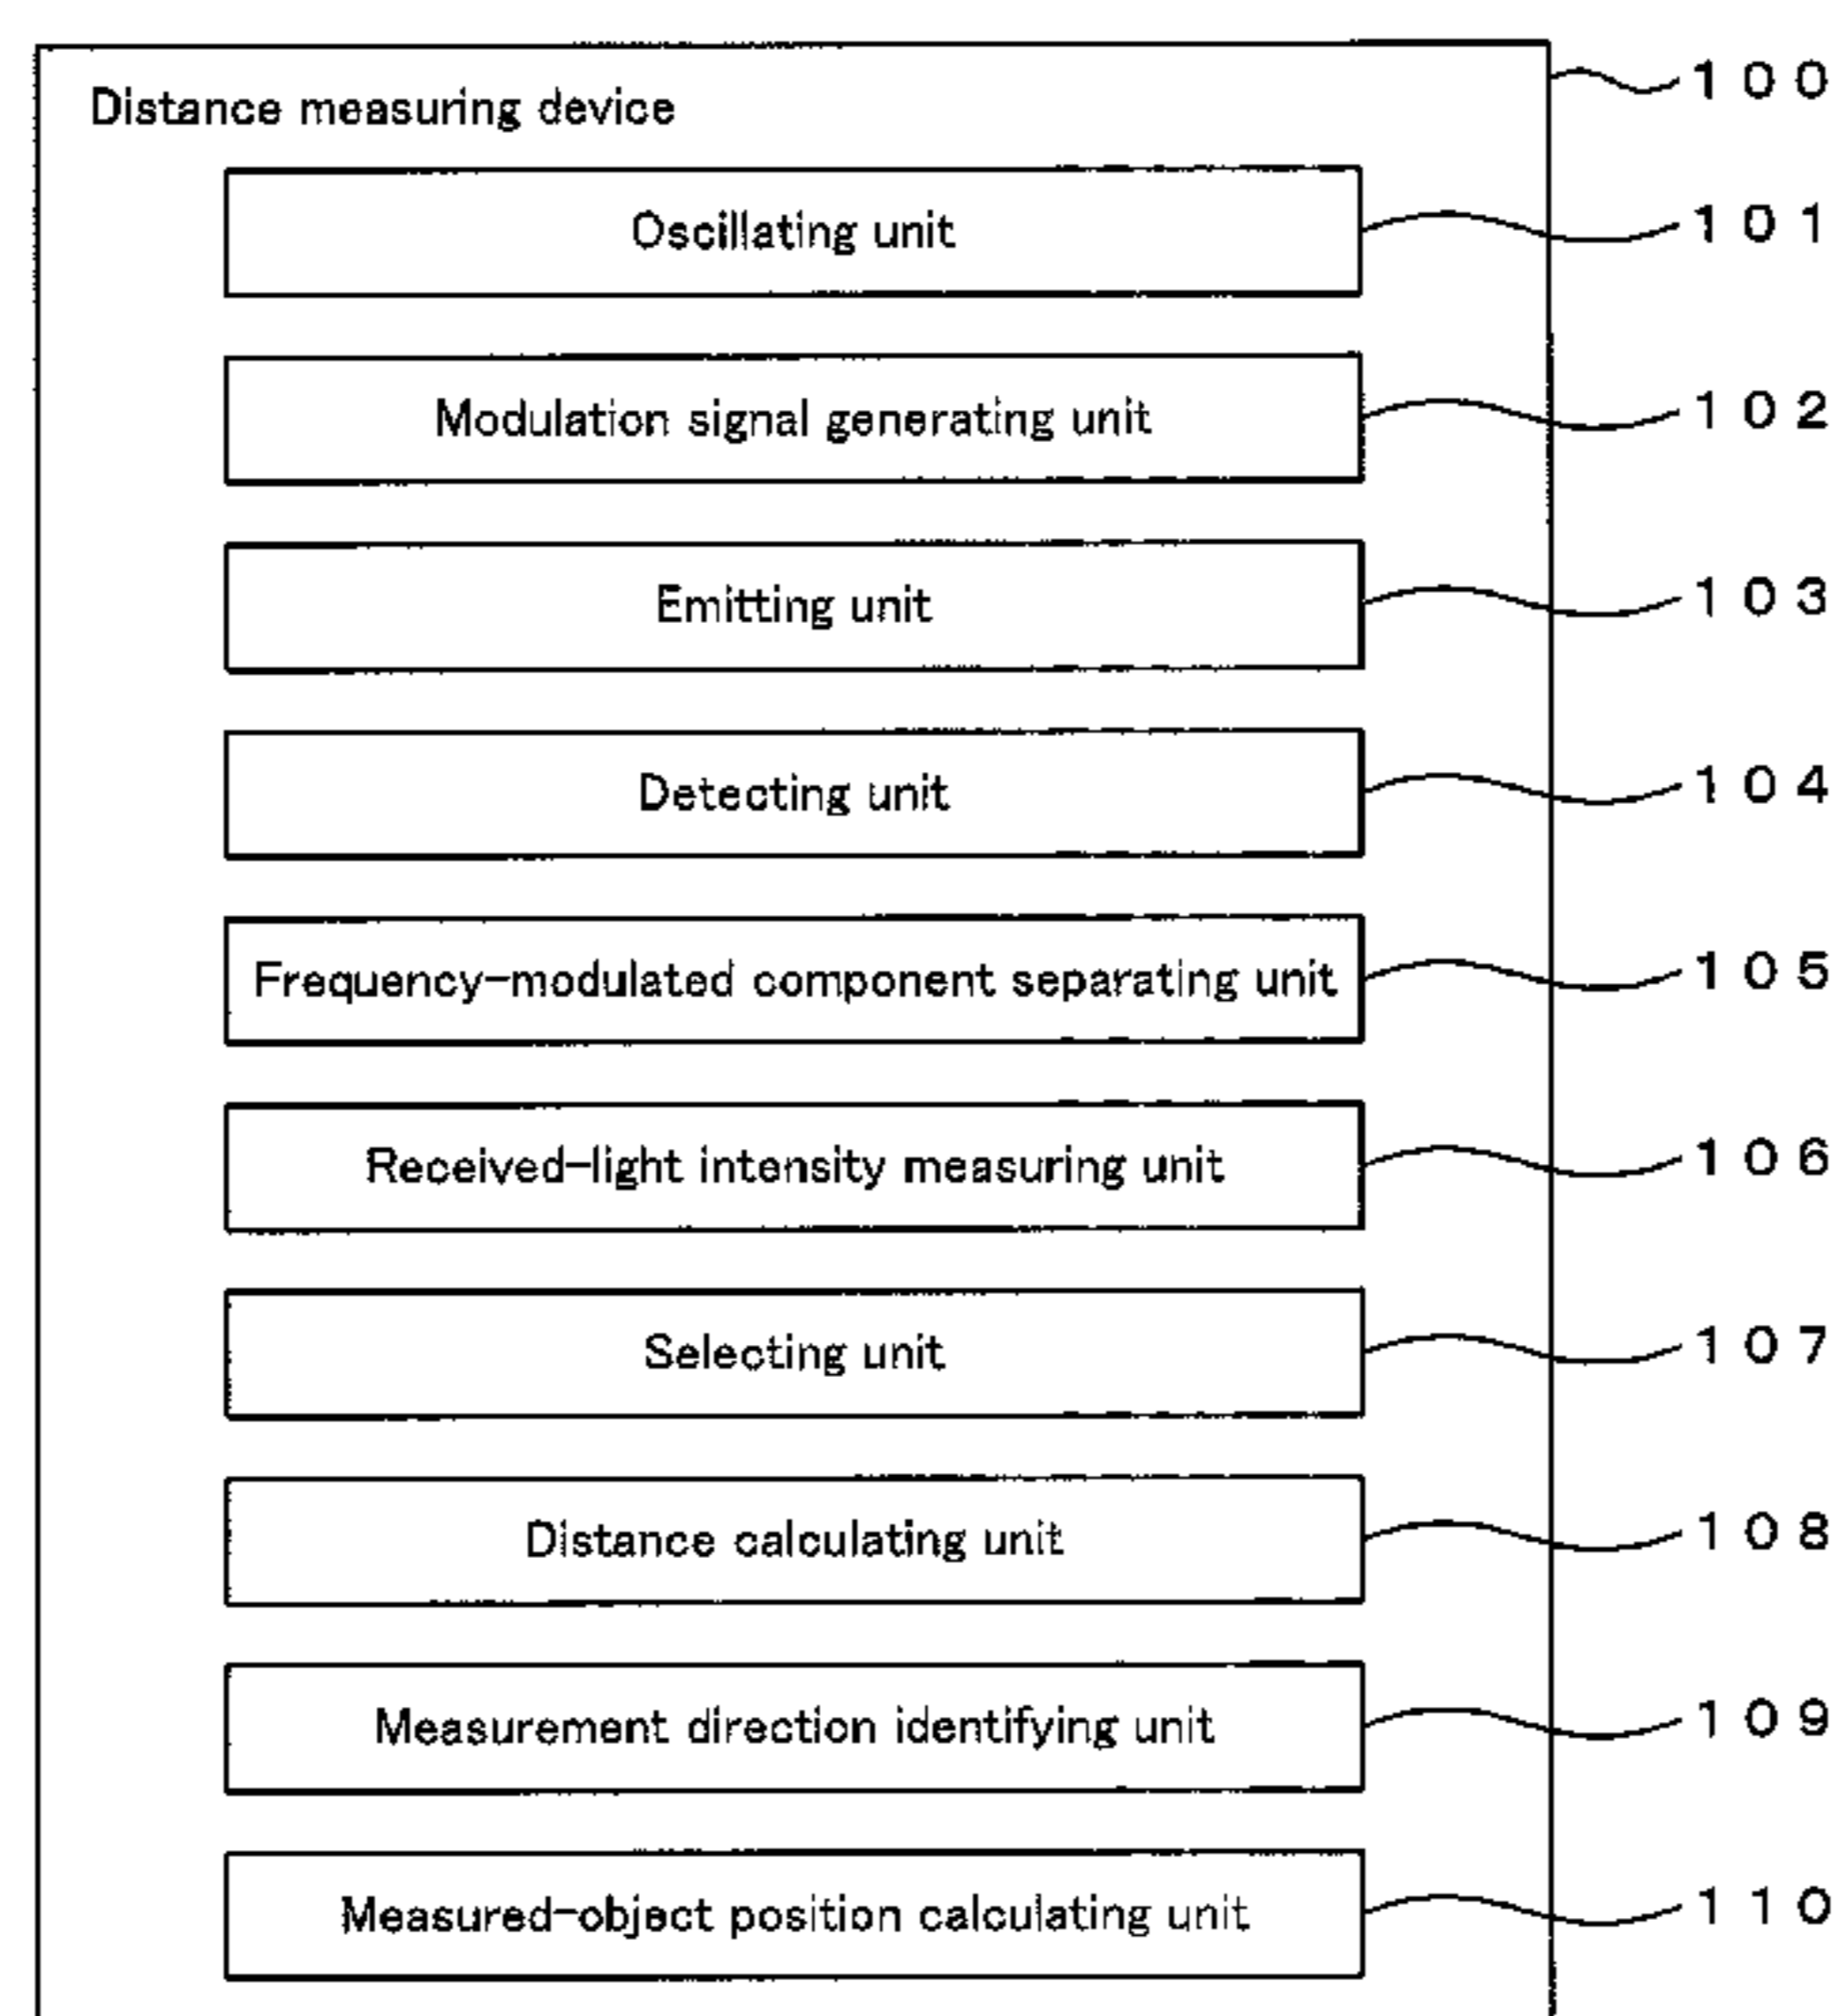 Distance measuring device 100
Oscillating unit 101
Modulation signal generating unit 102
Emitting unit 103
Detecting unit 104
Frequency-modulated component separating unit 105
Received-light intensity measuring unit 106
Selecting unit 107
Distance calculating unit 108
Measurement direction identifying unit 109
Measured-object position calculating unit 110